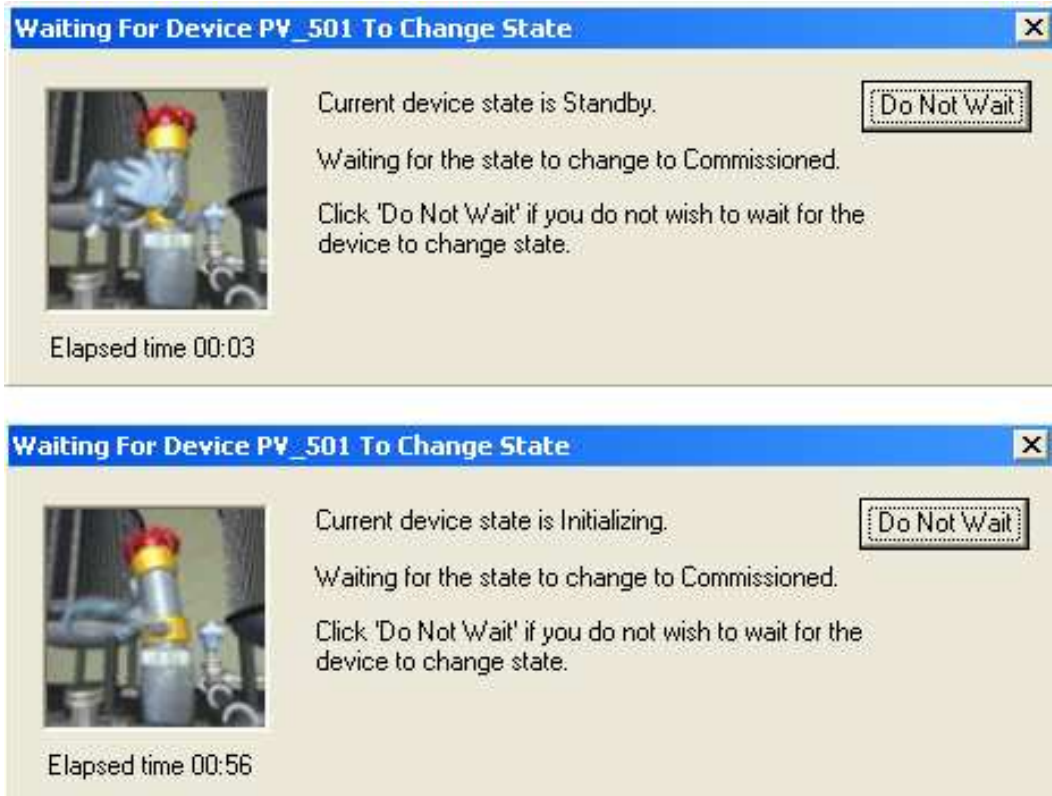 Waiting For Device PV_501 To Change State
Current device state is Standby.
Do Not Wait
Waiting for the state to change to Commissioned.
Click 'Do Not Wait' if you do not wish to wait for the
device to change state.
Elapsed time 00:03
Waiting For Device PV_501 To Change State
Current device state is Initializing.
Do Not Wait
Waiting for the state to change to Commissioned.
Click 'Do Not Wait' if you do not wish to wait for the
device to change state.
Elapsed time 00:56